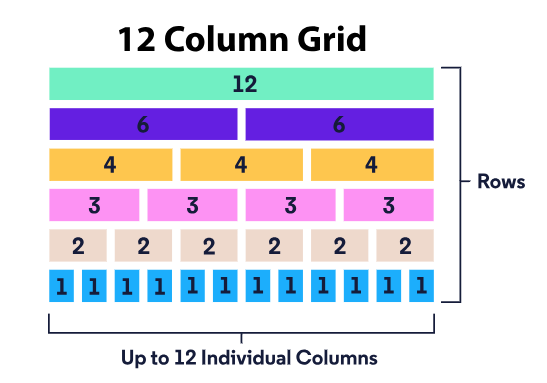 12 Column Grid
12
6 6
4 4 4
3 3 3 3
Rows
2 2 2 2 2 2
1 1 1 1 1 1 1 1 1 1 1 1
Up to 12 Individual Columns